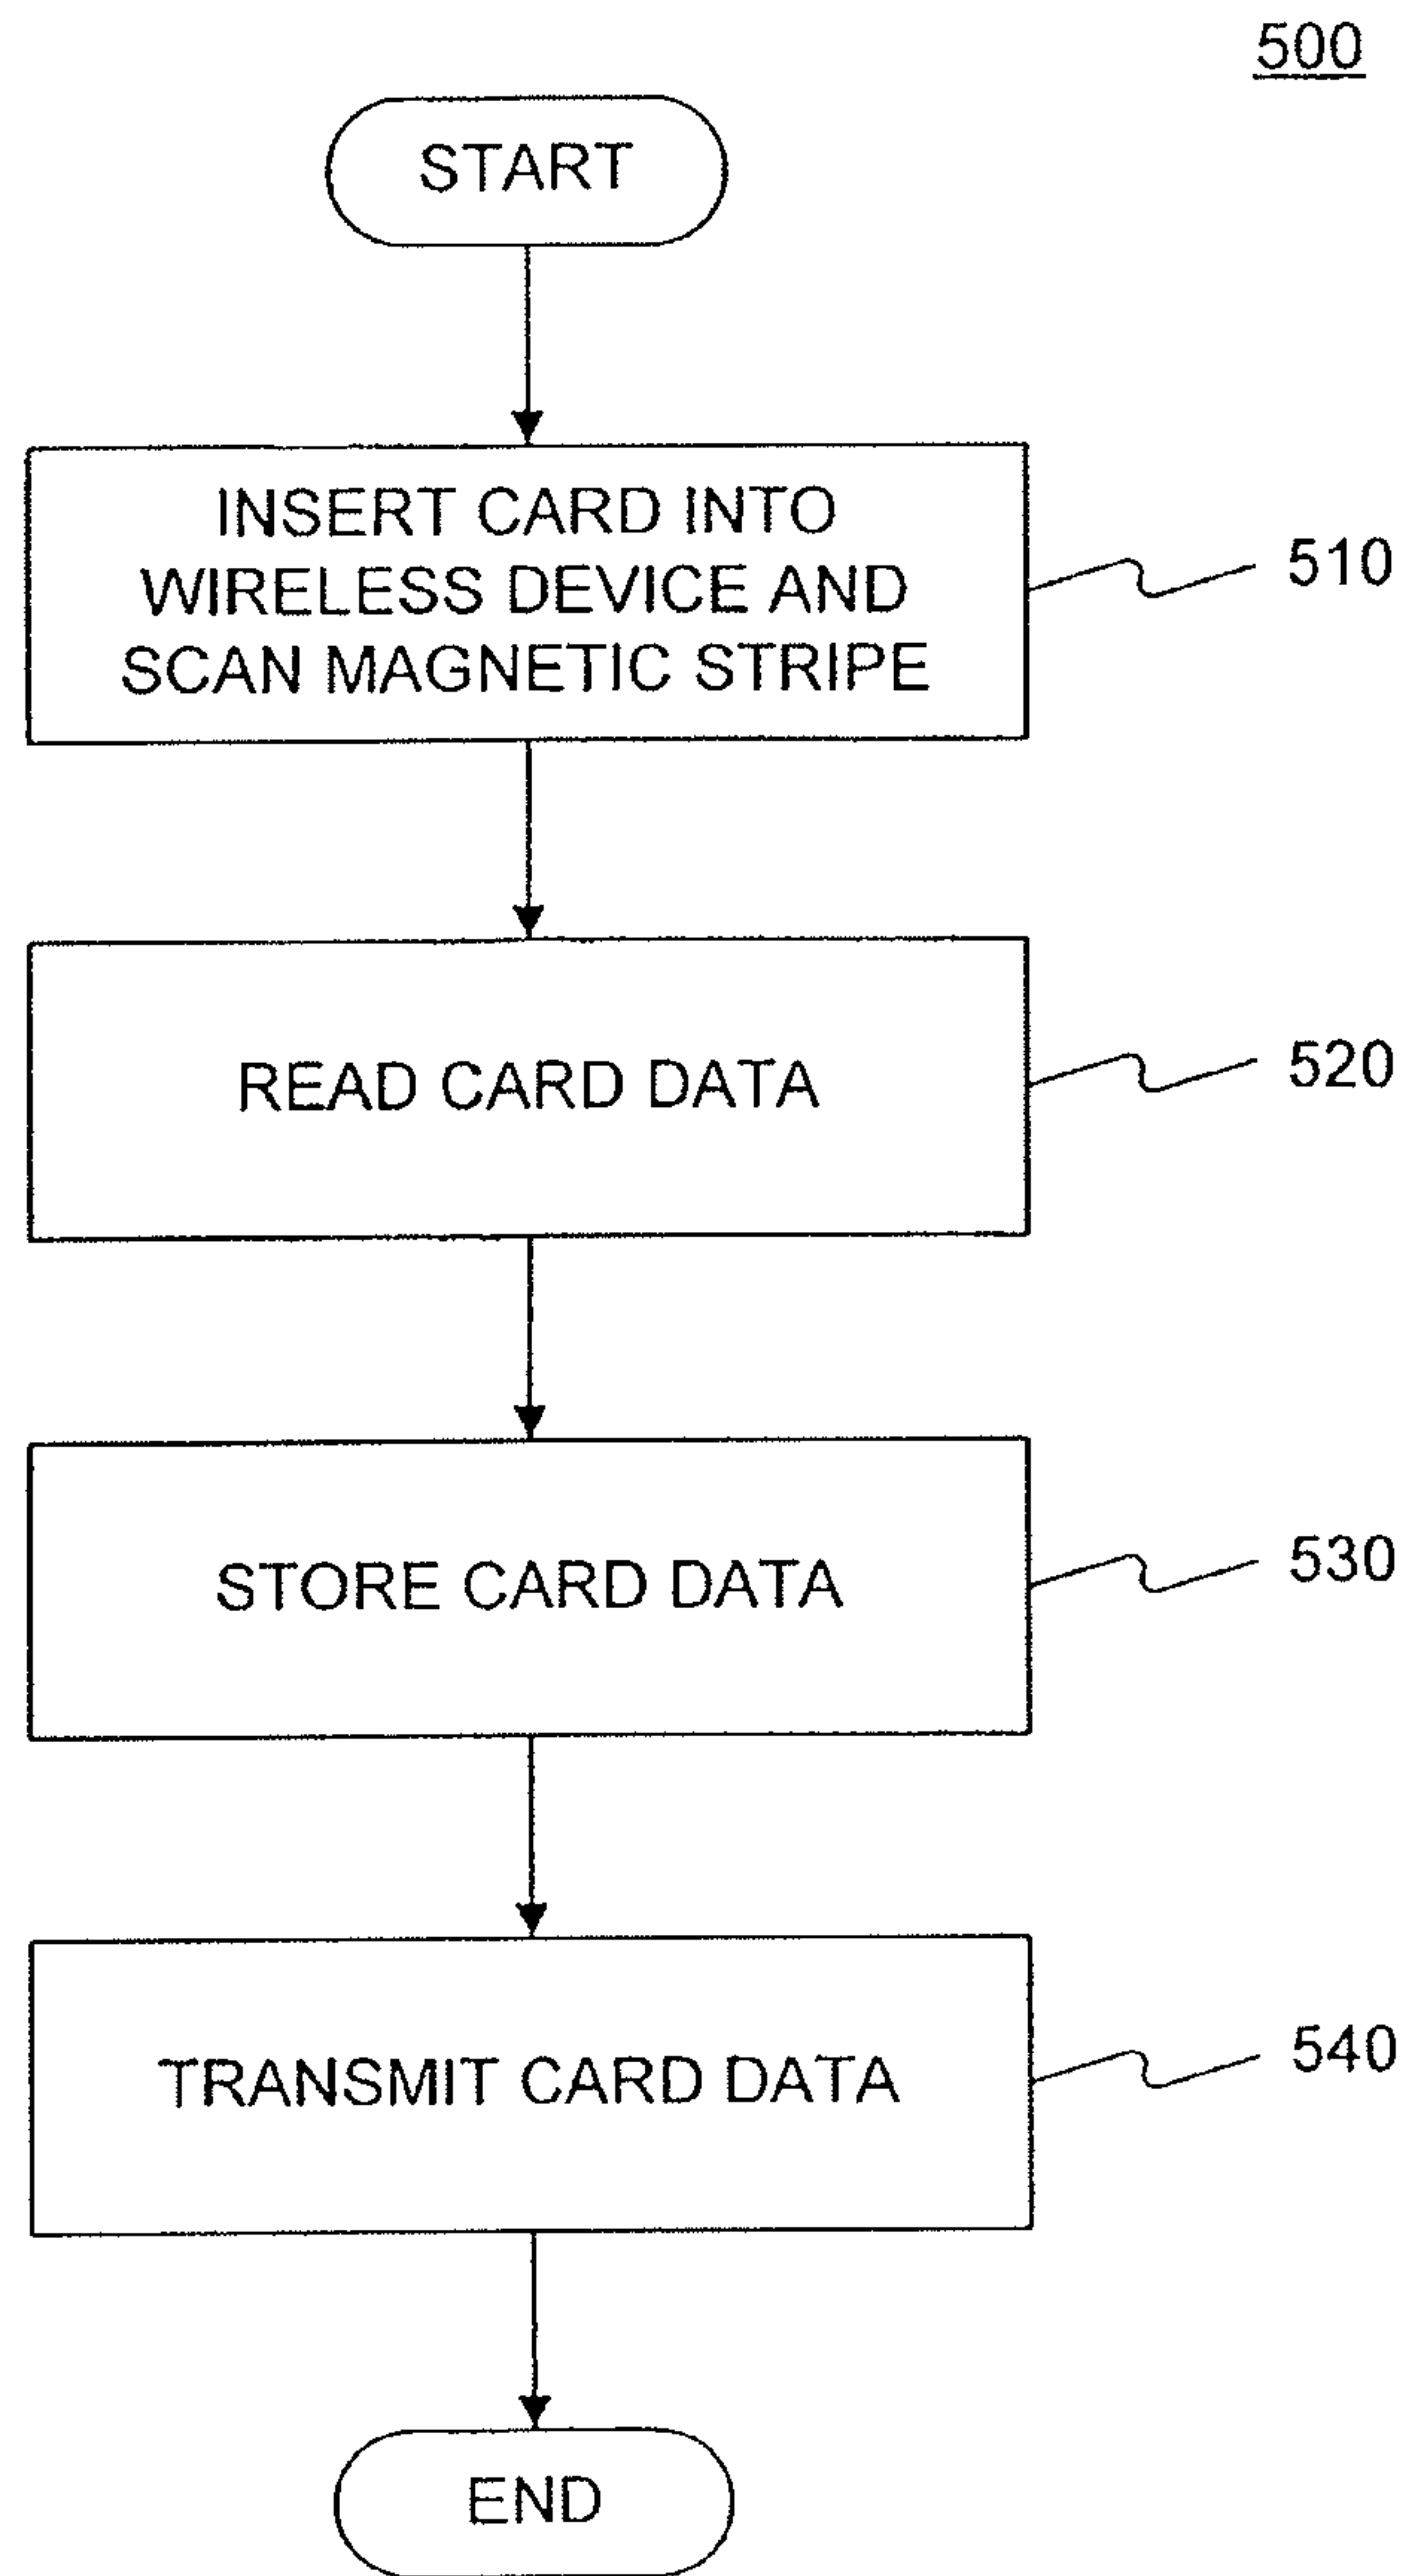 500
START
INSERT CARD INTO
WIRELESS DEVICE AND
SCAN MAGNETIC STRIPE
510
READ CARD DATA
520
STORE CARD DATA
530
TRANSMIT CARD DATA
540
END